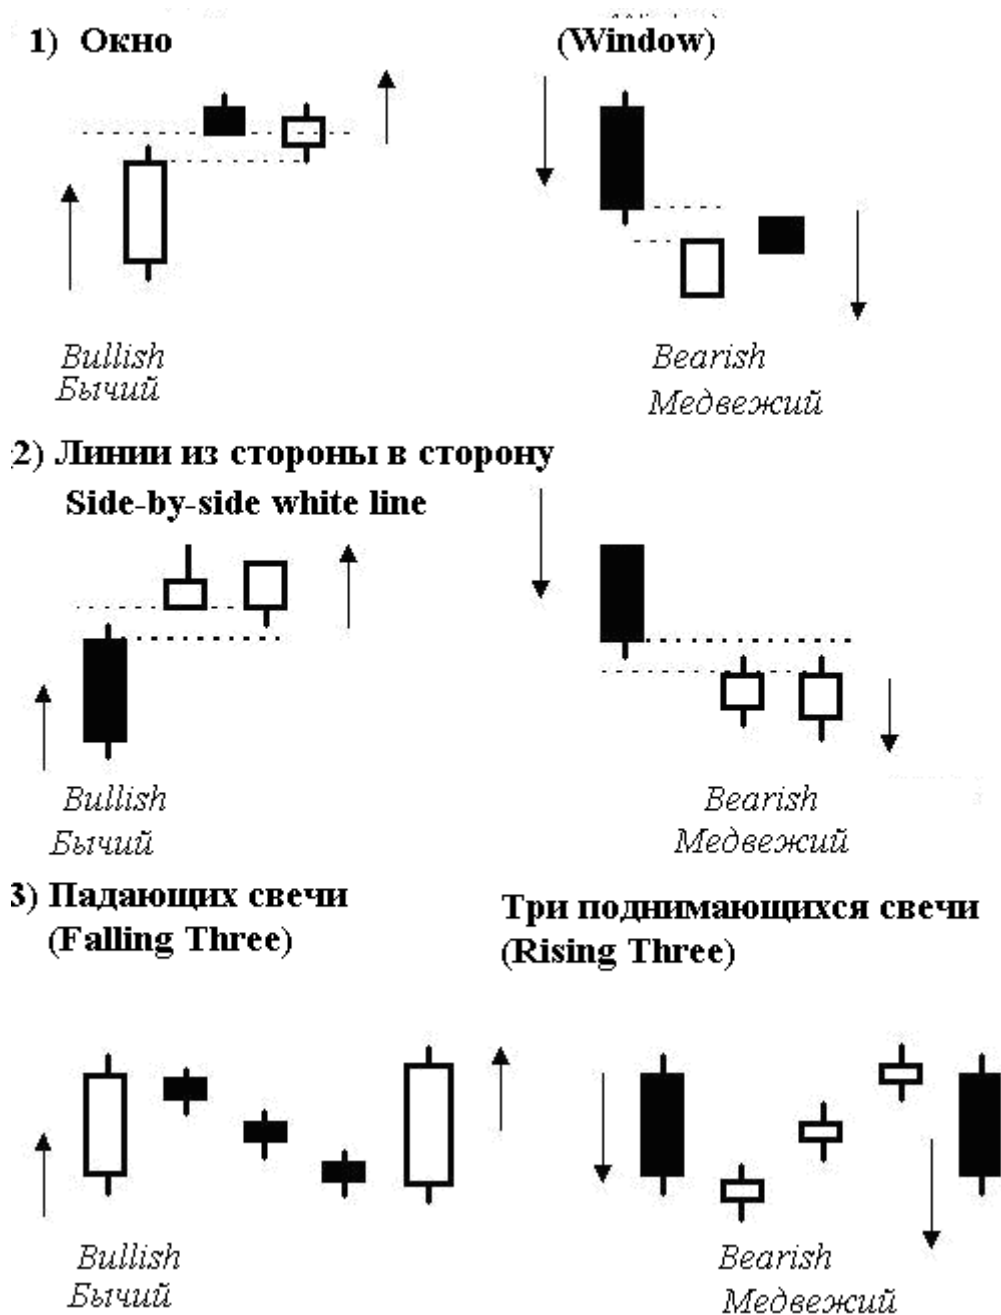 1) Окно
(Window)
Bullish
Бычий
Bearish
Медвежий
2) Линии из стороны в сторону
Side-by-side white line
Bullish
Бычий
Bearish
Медвежий
3) Падающих свечи
(Falling Three)
Три поднимающихся свечи
(Rising Three)
Bullish
Бычий
Bearish
Медвежий